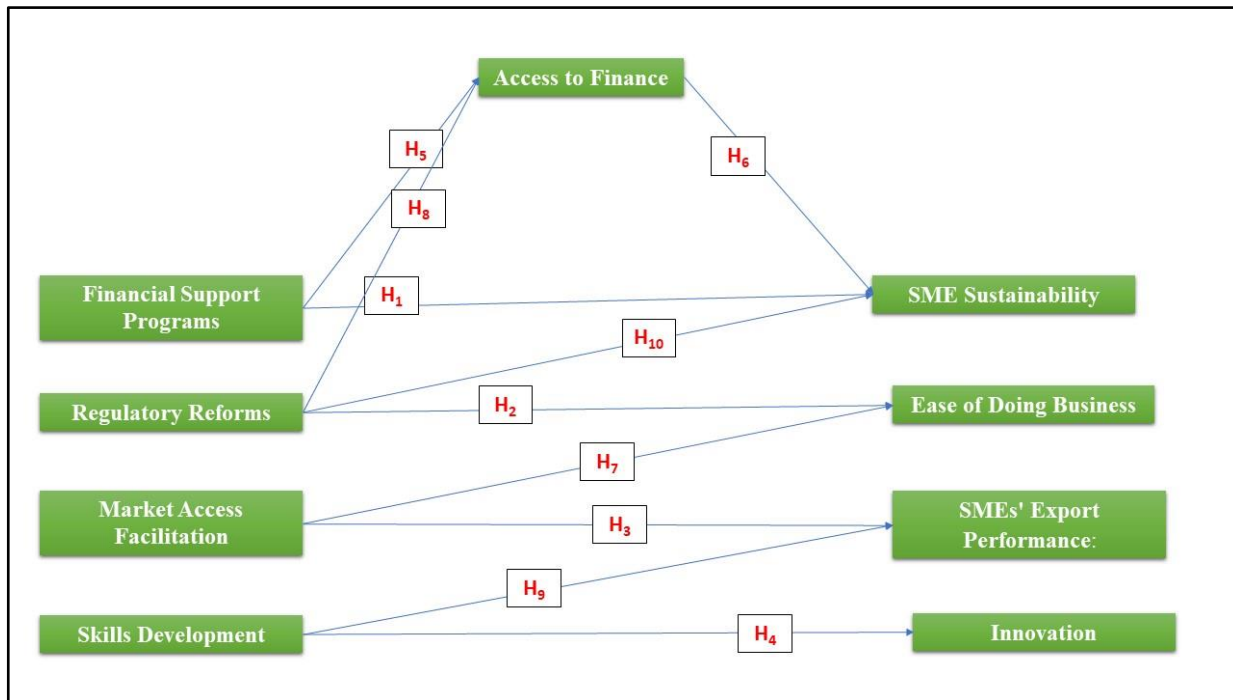 Access to Finance
H₅
H₆
H₈
Financial Support
Programs
H₁
SME Sustainability
H₁₀
Regulatory Reforms
H₂
Ease of Doing Business
H₇
Market Access
Facilitation
H₃
SMEs' Export
Performance:
H₉
Skills Development
H₄
Innovation